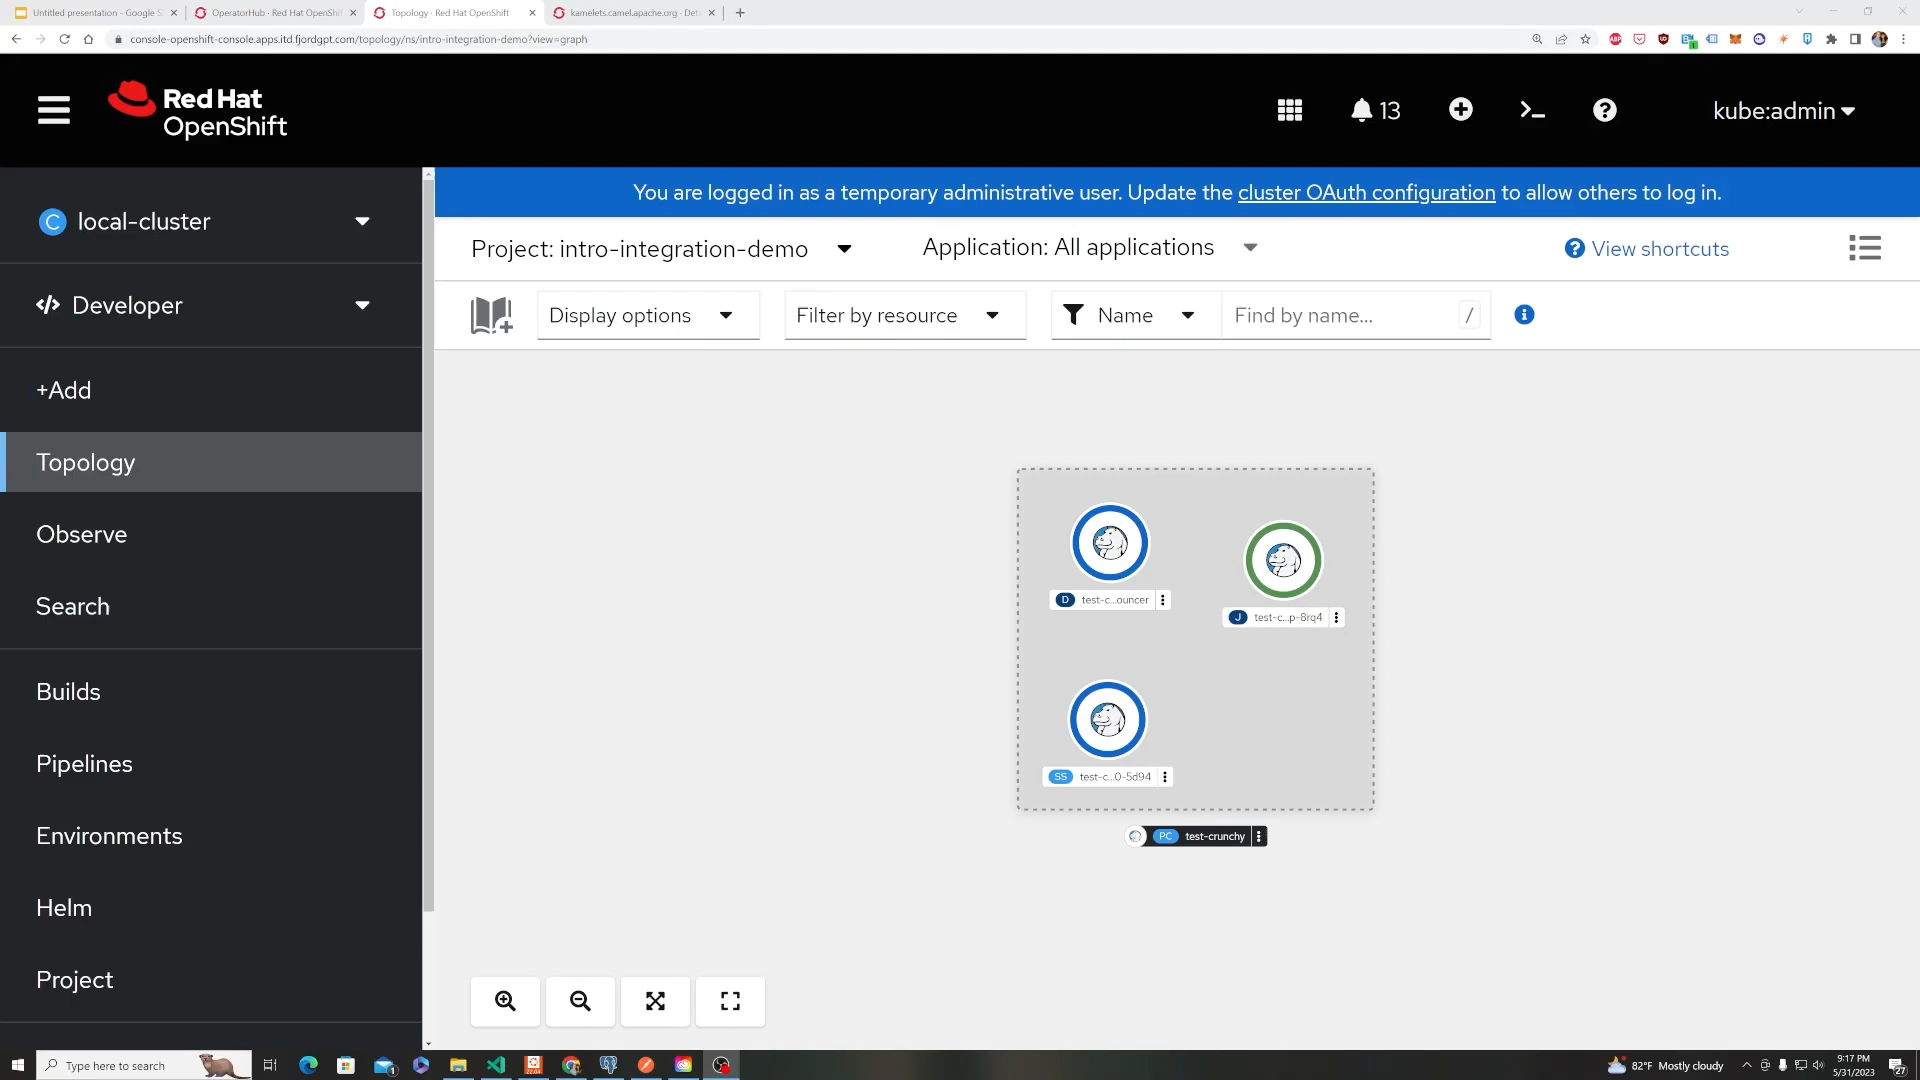 Untitled presentation - Google S
OperatorHub · Red Hat OpenShift
Topology · Red Hat OpenShift
kamelets.camel.apache.org · Det
console-openshift-console.apps.itd.fjordgpt.com/topology/ns/intro-integration-demo?view=graph
Red Hat
OpenShift
13
kube:admin
You are logged in as a temporary administrative user. Update the cluster OAuth configuration to allow others to log in.
C local-cluster
Project: intro-integration-demo
Application: All applications
View shortcuts
Developer
Display options
Filter by resource
Name
Find by name...
/
+Add
Topology
Observe
Search
Builds
Pipelines
Environments
Helm
Project
D test-c...ouncer
J test-c...p-8rq4
SS test-c...0-5d94
PC test-crunchy
Type here to search
82°F Mostly cloudy
9:17 PM
5/31/2023
27